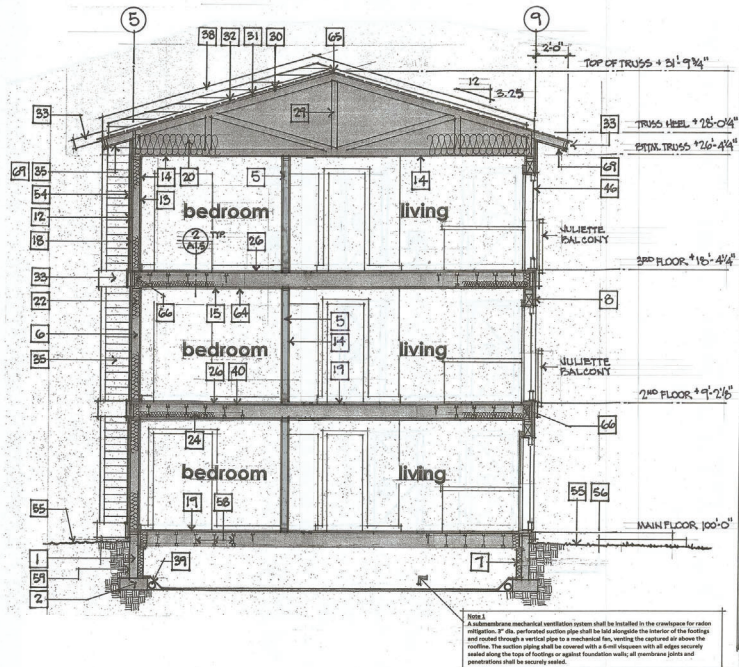 5
9
38
32
31
30
65
2'-0"
TOP OF TRUSS + 31'-9¾"
12
3.25
33
29
33
TRUSS HEEL + 28'-0¼"
BTTM. TRUSS +26'-4¼"
69
35
14
20
5
14
69
54
46
12
13
bedroom
living
18
2
TYP.
A1.5
26
JULIETTE
BALCONY
33
3RD FLOOR +18'-4¼"
22
66
15
64
8
6
5
bedroom
14
living
35
26
40
19
JULIETTE
BALCONY
2ND FLOOR +9'-2⅛"
24
66
bedroom
living
55
19
58
55
56
MAIN FLOOR 100'-0"
1
59
39
7
2
Note 1
A submembrane mechanical ventilation system shall be installed in the crawlspace for radon
mitigation. 3" dia. perforated suction pipe shall be laid alongside the interior of the footings
and routed through a vertical pipe to a mechanical fan, venting the captured air above the
roofline. The suction piping shall be covered with a 6-mil visqueen with all edges securely
sealed along the tops of footings or against foundation walls; all membrane joints and
penetrations shall be securely sealed.